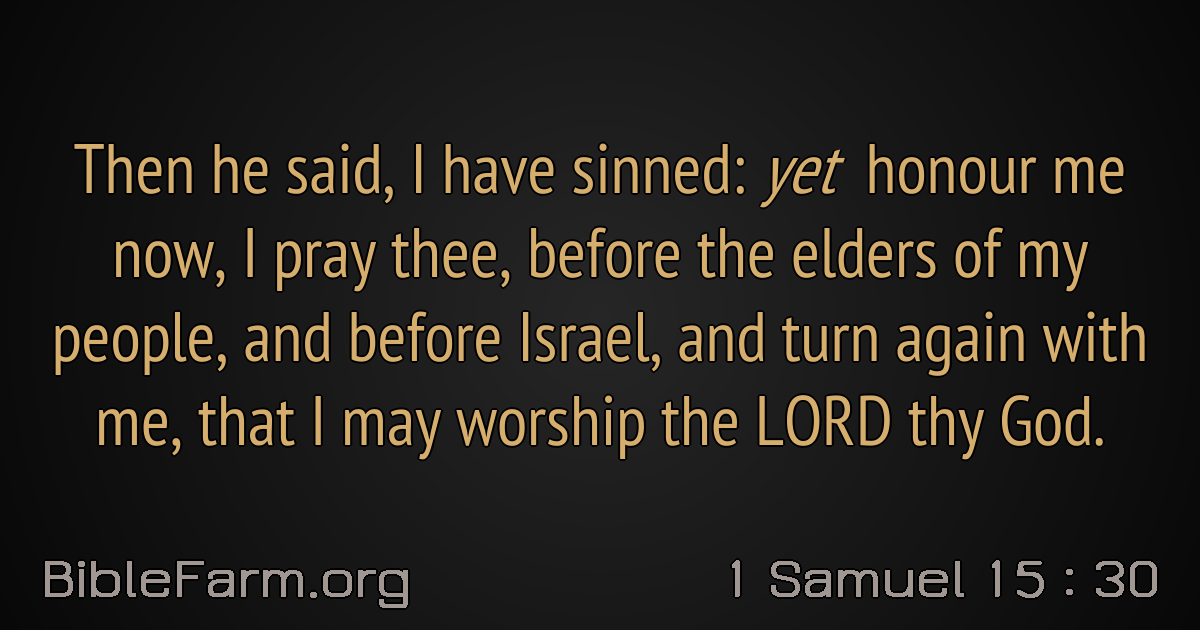 Then he said, I have sinned: yet honour me
now, I pray thee, before the elders of my
people, and before Israel, and turn again with
me, that I may worship the LORD thy God.
BibleFarm.org
1 Samuel 15 : 30